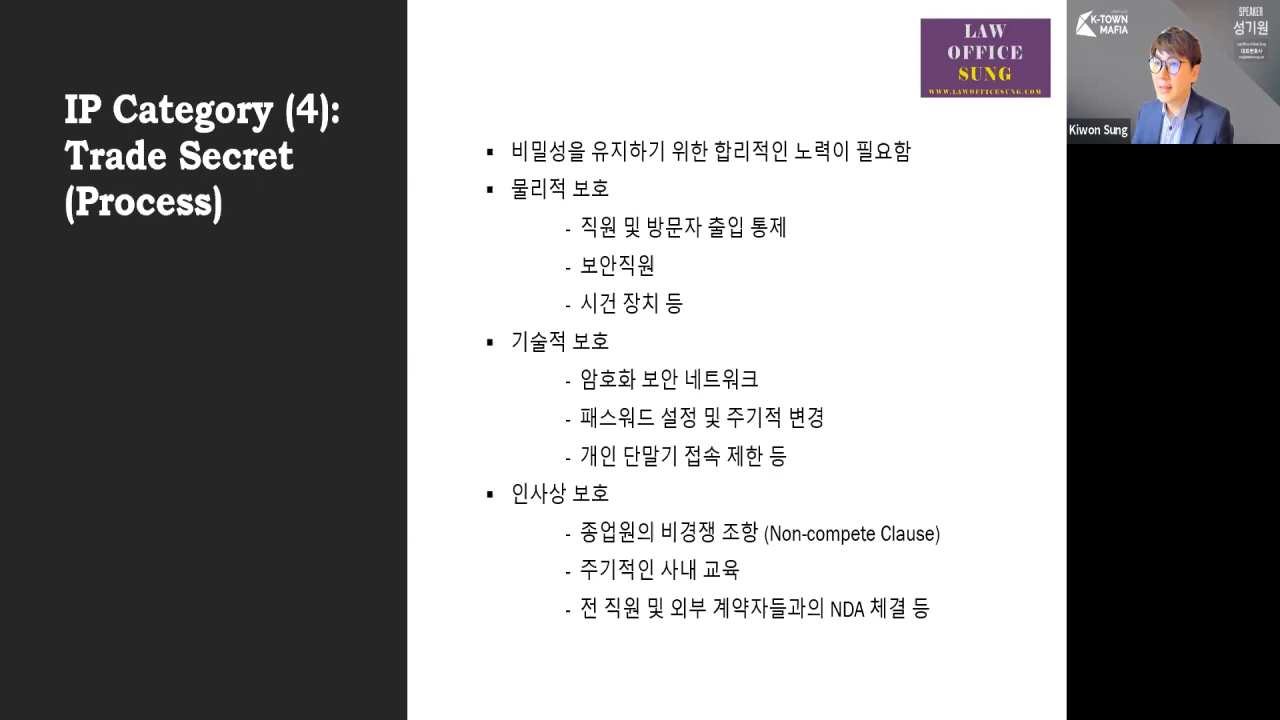 IP Category (4):
Trade Secret
(Process)
LAW
OFFICE
SUNG
WWW.LAWOFFICESUNG.COM
▪ 비밀성을 유지하기 위한 합리적인 노력이 필요함
▪ 물리적 보호
- 직원 및 방문자 출입 통제
- 보안직원
- 시건 장치 등
▪ 기술적 보호
- 암호화 보안 네트워크
- 패스워드 설정 및 주기적 변경
- 개인 단말기 접속 제한 등
▪ 인사상 보호
- 종업원의 비경쟁 조항 (Non-compete Clause)
- 주기적인 사내 교육
- 전 직원 및 외부 계약자들과의 NDA 체결 등
K-TOWN
MAFIA
SPEAKER
성기원
대표변호사
Kiwon Sung